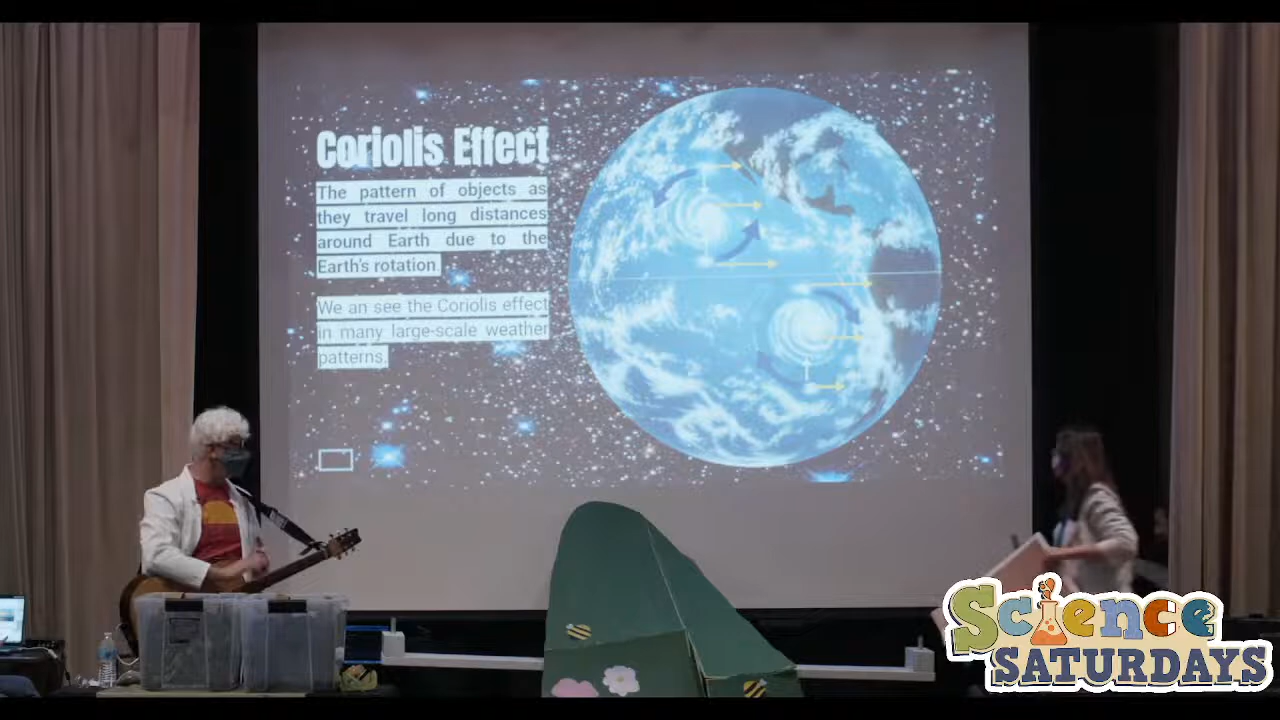 Coriolis Effect
The pattern of objects as
they travel long distances
around Earth due to the
Earth's rotation.
We an see the Coriolis effect
in many large-scale weather
patterns.
Science
SATURDAYS